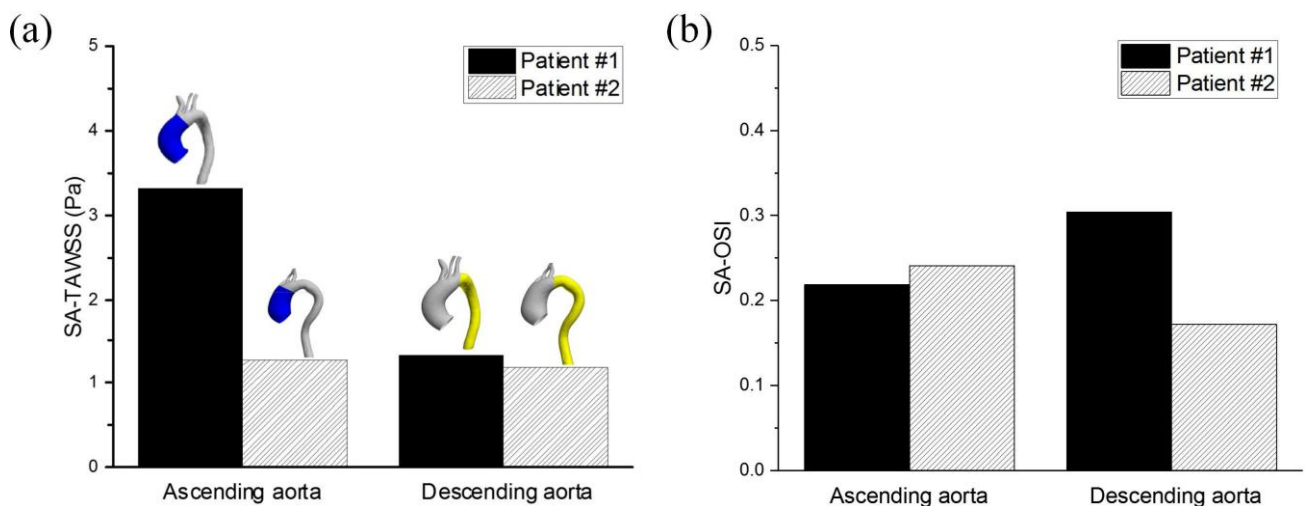 (a)
SA-TAWSS (Pa)
5
4
3
2
1
0
Patient #1
Patient #2
Ascending aorta
Descending aorta
(b)
SA-OSI
0.5
0.4
0.3
0.2
0.1
0.0
Patient #1
Patient #2
Ascending aorta
Descending aorta